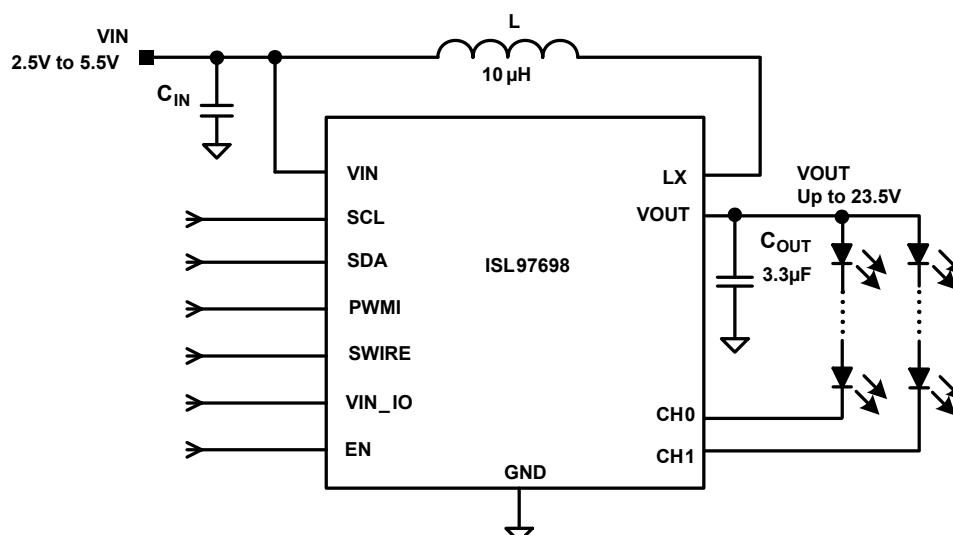 VIN
2.5V to 5.5V
L
10 µH
CIN
VIN
SCL
SDA
PWMI
SWIRE
VIN_IO
EN
ISL97698
GND
LX
VOUT
CH0
CH1
VOUT
Up to 23.5V
COUT
3.3µF